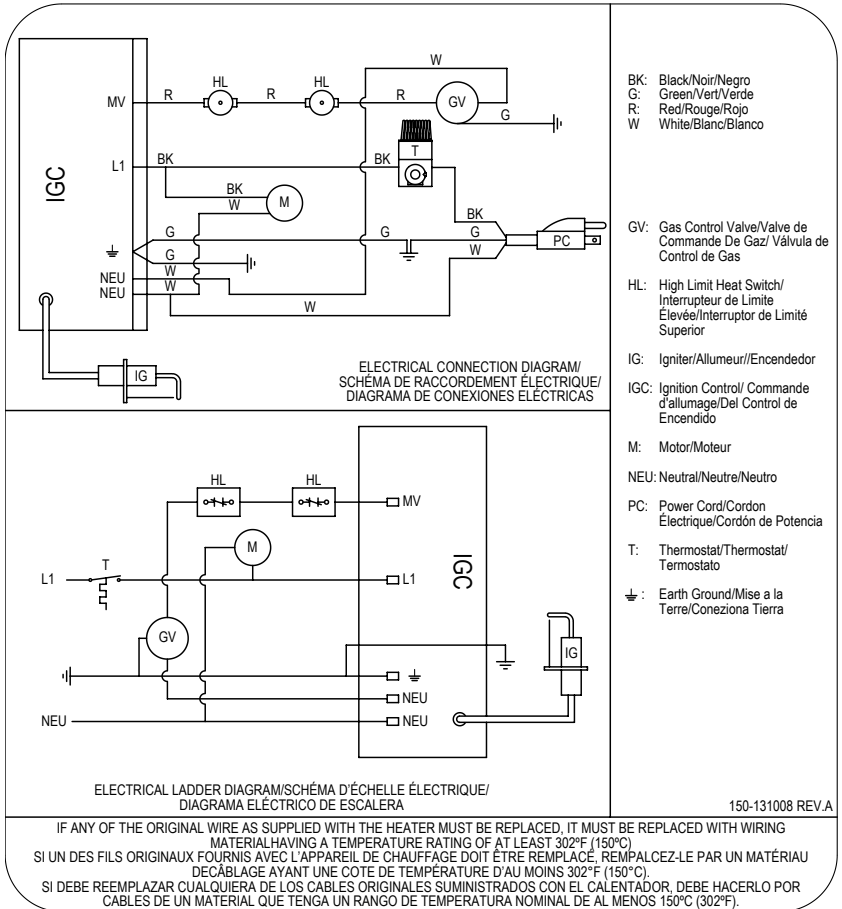 W
HL
HL
MV
R
R
R
GV
G
T
L1
BK
BK
BK
W
M
IGC
BK
G
G
G
W
PC
G
NEU
W
NEU
W
W
IG
ELECTRICAL CONNECTION DIAGRAM/
SCHÉMA DE RACCORDEMENT ÉLECTRIQUE/
DIAGRAMA DE CONEXIONES ELÉCTRICAS
HL
HL
MV
M
T
L1
L1
IGC
GV
IG
NEU
NEU
NEU
ELECTRICAL LADDER DIAGRAM/SCHÉMA D'ÉCHELLE ÉLECTRIQUE/
DIAGRAMA ELÉCTRICO DE ESCALERA
BK: Black/Noir/Negro
G: Green/Vert/Verde
R: Red/Rouge/Rojo
W White/Blanc/Blanco
GV: Gas Control Valve/Valve de
Commande De Gaz/ Válvula de
Control de Gas
HL: High Limit Heat Switch/
Interrupteur de Limite
Élevée/Interruptor de Limité
Superior
IG: Igniter/Allumeur//Encendedor
IGC: Ignition Control/ Commande
d'allumage/Del Control de
Encendido
M: Motor/Moteur
NEU: Neutral/Neutre/Neutro
PC: Power Cord/Cordon
Électrique/Cordón de Potencia
T: Thermostat/Thermostat/
Termostato
⏚ : Earth Ground/Mise a la
Terre/Coneziona Tierra
150-131008 REV.A
IF ANY OF THE ORIGINAL WIRE AS SUPPLIED WITH THE HEATER MUST BE REPLACED, IT MUST BE REPLACED WITH WIRING
MATERIALHAVING A TEMPERATURE RATING OF AT LEAST 302°F (150°C)
SI UN DES FILS ORIGINAUX FOURNIS AVEC L'APPAREIL DE CHAUFFAGE DOIT ÊTRE REMPLACÉ, REMPALCEZ-LE PAR UN MATÉRIAU
DECÂBLAGE AYANT UNE COTE DE TEMPÉRATURE D'AU MOINS 302°F (150°C).
SI DEBE REEMPLAZAR CUALQUIERA DE LOS CABLES ORIGINALES SUMINISTRADOS CON EL CALENTADOR, DEBE HACERLO POR
CABLES DE UN MATERIAL QUE TENGA UN RANGO DE TEMPERATURA NOMINAL DE AL MENOS 150ºC (302ºF).